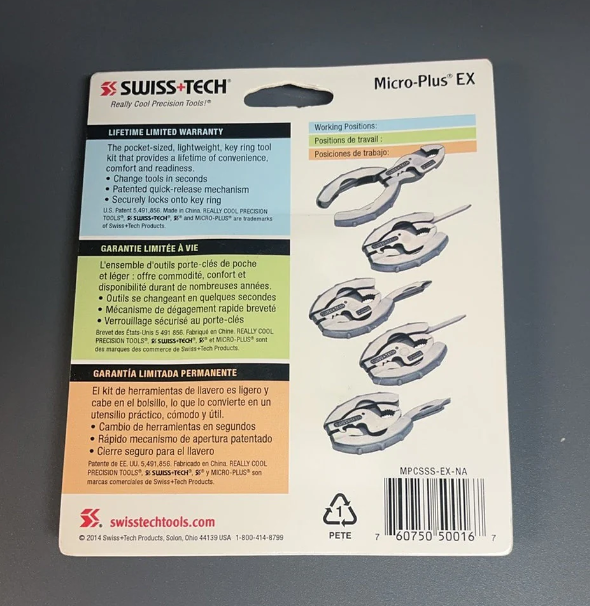 SWISS+TECH®
Really Cool Precision Tools!®
Micro-Plus® EX
LIFETIME LIMITED WARRANTY
The pocket-sized, lightweight, key ring tool
kit that provides a lifetime of convenience,
comfort and readiness.
• Change tools in seconds
• Patented quick-release mechanism
• Securely locks onto key ring
U.S. Patent 5,491,856. Made in China. REALLY COOL PRECISION
TOOLS®, SWISS+TECH®, ® and MICRO-PLUS® are trademarks
of Swiss+Tech Products.
GARANTIE LIMITÉE À VIE
L'ensemble d'outils porte-clés de poche
et léger : offre commodité, confort et
disponibilité durant de nombreuses années.
• Outils se changeant en quelques secondes
• Mécanisme de dégagement rapide breveté
• Verrouillage sécurisé au porte-clés
Brevet des États-Unis 5 491 856. Fabriqué en Chine. REALLY COOL
PRECISION TOOLS®, SWISS+TECH®, ® et MICRO-PLUS® sont
des marques des commerce de Swiss+Tech Products.
GARANTÍA LIMITADA PERMANENTE
El kit de herramientas de llavero es ligero y
cabe en el bolsillo, lo que lo convierte en un
utensillo práctico, cómodo y útil.
• Cambio de herramientas en segundos
• Rápido mecanismo de apertura patentado
• Cierre seguro para el llavero
Patente de EE. UU. 5,491,856. Fabricado en China. REALLY COOL
PRECISION TOOLS®, SWISS+TECH®, ® y MICRO-PLUS® son
marcas comerciales de Swiss+Tech Products.
swisstechtools.com
© 2014 Swiss+Tech Products, Solon, Ohio 44139 USA 1-800-414-8799
Working Positions:
Positions de travail :
Posiciones de trabajo:
1
PETE
MPCSSS-EX-NA
7 60750 50016 7